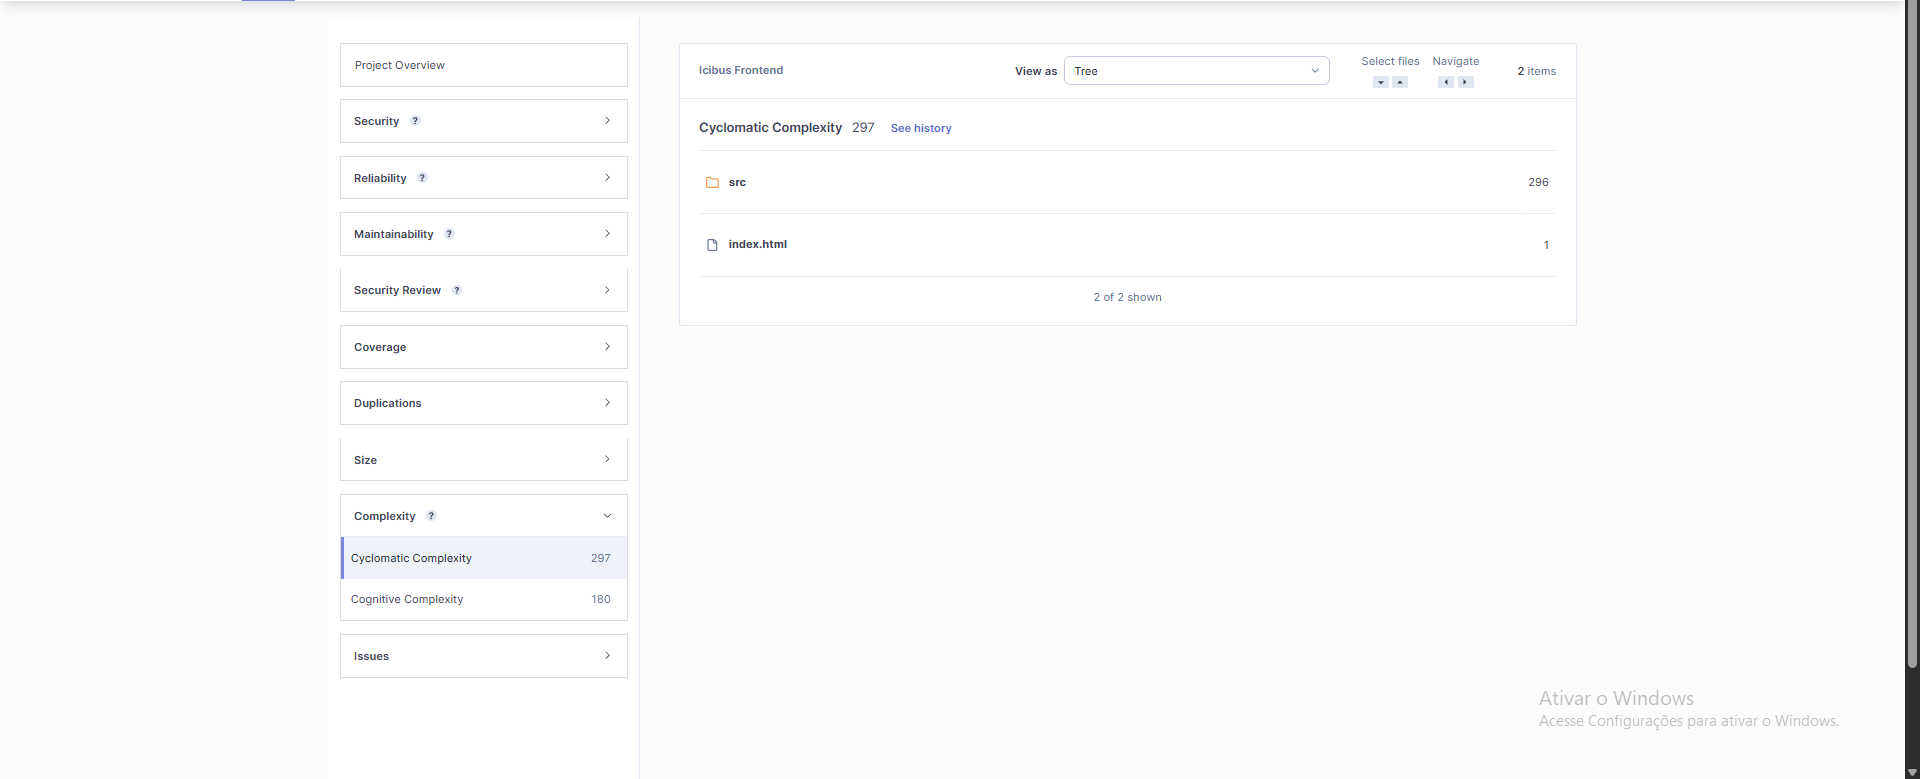 Project Overview
Security ?
Reliability ?
Maintainability ?
Security Review ?
Coverage
Duplications
Size
Complexity ?
Cyclomatic Complexity 297
Cognitive Complexity 180
Issues
Icibus Frontend
View as Tree
Select files
Navigate
2 items
Cyclomatic Complexity 297 See history
src 296
index.html 1
2 of 2 shown
Ativar o Windows
Acesse Configurações para ativar o Windows.